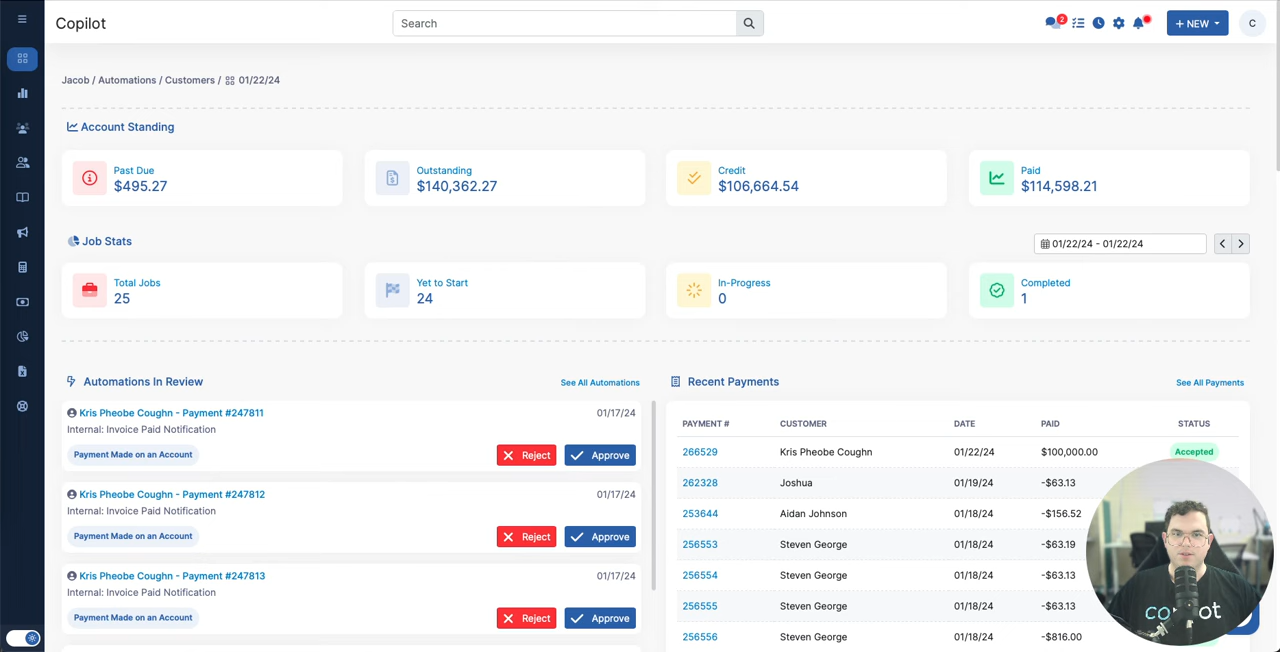 Copilot
Search
2
+ NEW
C
Jacob / Automations / Customers / 01/22/24
Account Standing
Past Due
$495.27
Outstanding
$140,362.27
Credit
$106,664.54
Paid
$114,598.21
Job Stats
01/22/24 - 01/22/24
Total Jobs
25
Yet to Start
24
In-Progress
0
Completed
1
Automations In Review
See All Automations
Kris Pheobe Coughn - Payment #247811
01/17/24
Internal: Invoice Paid Notification
Payment Made on an Account
Reject
Approve
Kris Pheobe Coughn - Payment #247812
01/17/24
Internal: Invoice Paid Notification
Payment Made on an Account
Reject
Approve
Kris Pheobe Coughn - Payment #247813
01/17/24
Internal: Invoice Paid Notification
Payment Made on an Account
Reject
Approve
Recent Payments
See All Payments
PAYMENT # CUSTOMER DATE PAID STATUS
266529 Kris Pheobe Coughn 01/22/24 $100,000.00 Accepted
262328 Joshua 01/19/24 -$63.13
253644 Aidan Johnson 01/18/24 -$156.52
256553 Steven George 01/18/24 -$63.19
256554 Steven George 01/18/24 -$63.13
256555 Steven George 01/18/24 -$63.13
256556 Steven George 01/18/24 -$816.00